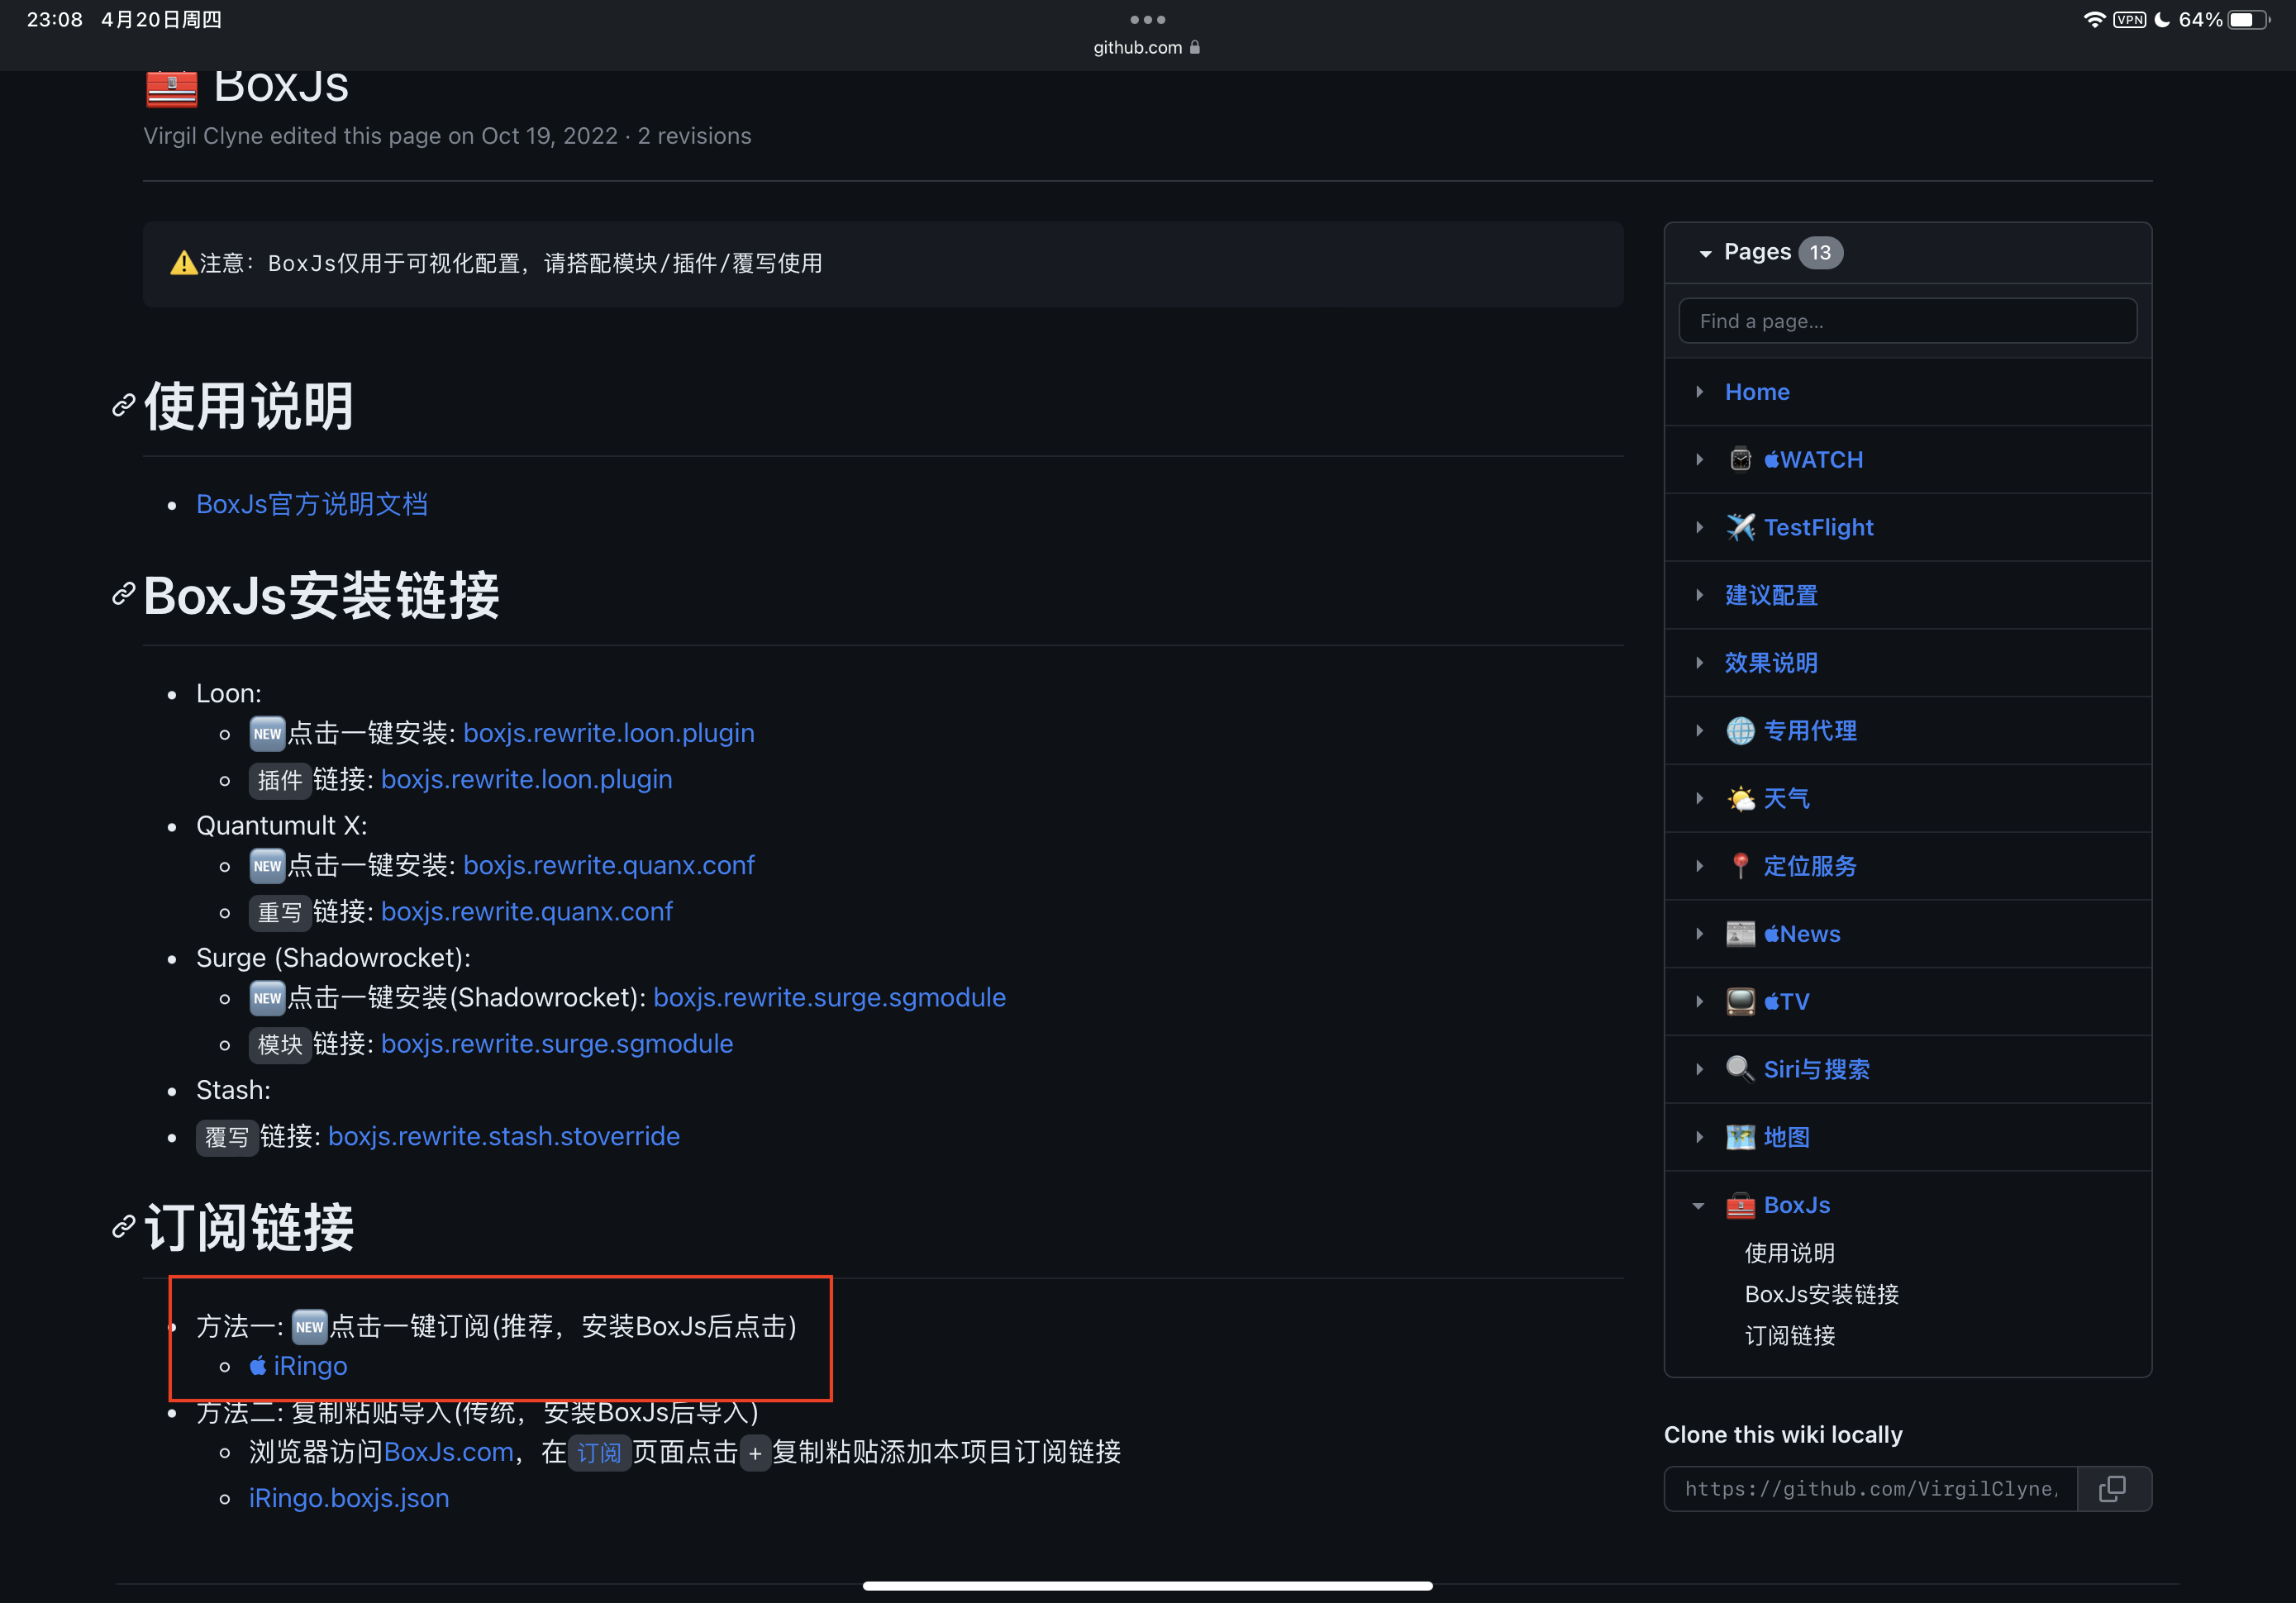 23:08 4月20日周四
VPN 64%
github.com
BoxJs
Virgil Clyne edited this page on Oct 19, 2022 · 2 revisions
⚠️注意：BoxJs仅用于可视化配置，请搭配模块/插件/覆写使用
使用说明
BoxJs官方说明文档
BoxJs安装链接
Loon:
🆕点击一键安装: boxjs.rewrite.loon.plugin
插件链接: boxjs.rewrite.loon.plugin
Quantumult X:
🆕点击一键安装: boxjs.rewrite.quanx.conf
重写链接: boxjs.rewrite.quanx.conf
Surge (Shadowrocket):
🆕点击一键安装(Shadowrocket): boxjs.rewrite.surge.sgmodule
模块链接: boxjs.rewrite.surge.sgmodule
Stash:
覆写链接: boxjs.rewrite.stash.stoverride
订阅链接
方法一: 🆕点击一键订阅(推荐，安装BoxJs后点击)
 iRingo
方法二: 复制粘贴导入(传统，安装BoxJs后导入)
浏览器访问BoxJs.com，在订阅页面点击+复制粘贴添加本项目订阅链接
iRingo.boxjs.json
Pages 13
Find a page...
Home
WATCH
TestFlight
建议配置
效果说明
专用代理
天气
定位服务
News
TV
Siri与搜索
地图
BoxJs
使用说明
BoxJs安装链接
订阅链接
Clone this wiki locally
https://github.com/VirgilClyne/